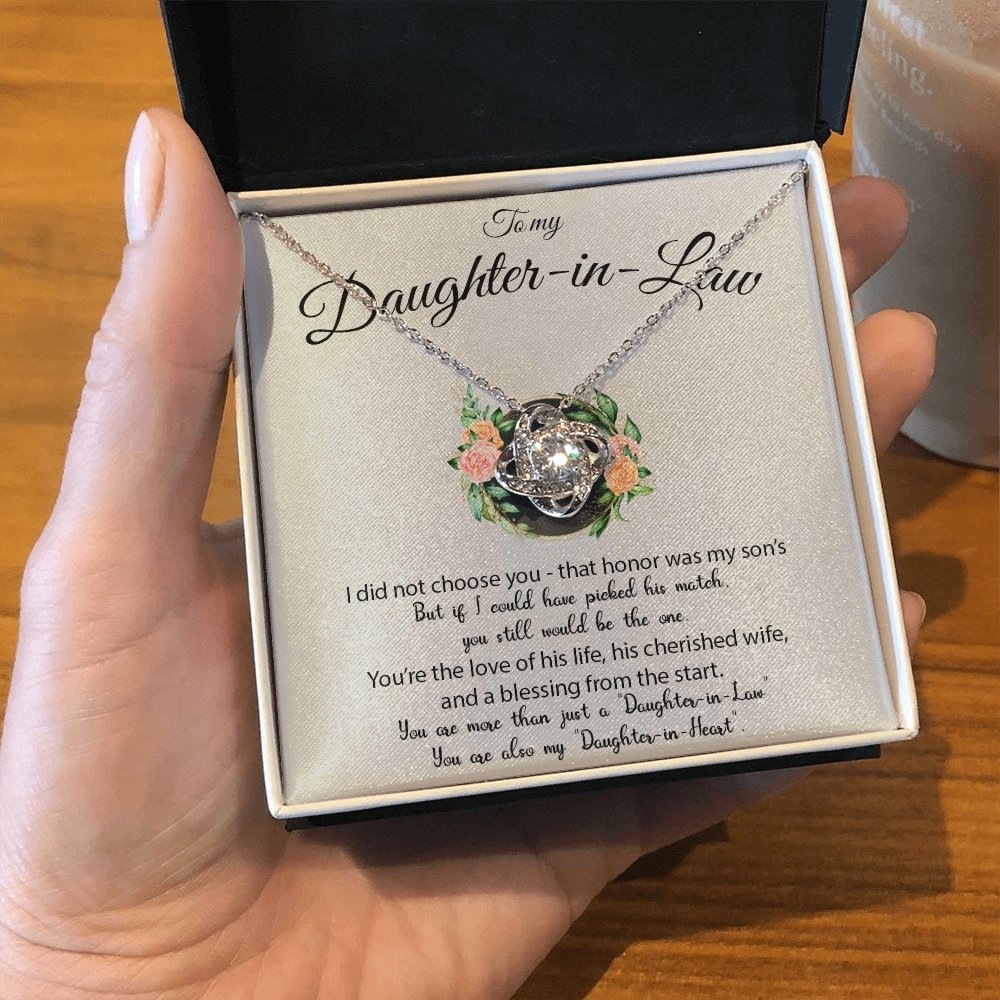 To my
Daughter-in-Law
I did not choose you - that honor was my son's
But if I could have picked his match,
you still would be the one.
You're the love of his life, his cherished wife,
and a blessing from the start.
You are more than just a "Daughter-in-Law"
You are also my "Daughter-in-Heart".